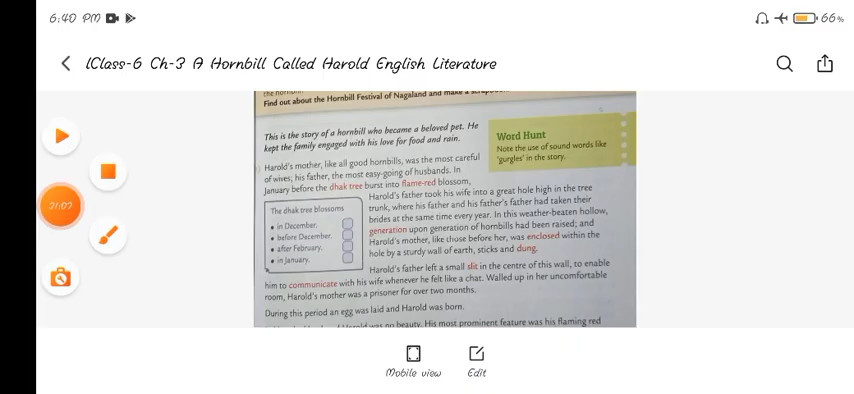 6:40 PM
66%
lClass-6 Ch-3 A Hornbill Called Harold English Literature
Find out about the Hornbill Festival of Nagaland and make a
This is the story of a hornbill who became a beloved pet. He
kept the family engaged with his love for food and rain.
Word Hunt
Note the use of sound words like
'gurgles' in the story.
Harold's mother, like all good hornbills, was the most careful
of wives; his father, the most easy-going of husbands. In
January before the dhak tree burst into flame-red blossom,
Harold's father took his wife into a great hole high in the tree
trunk, where his father and his father's father had taken their
brides at the same time every year. In this weather-beaten hollow,
generation upon generation of hornbills had been raised; and
Harold's mother, like those before her, was enclosed within the
hole by a sturdy wall of earth, sticks and dung.
The dhak tree blossoms
• in December.
• before December.
• after February.
• in January.
Harold's father left a small slit in the centre of this wall, to enable
him to communicate with his wife whenever he felt like a chat. Walled up in her uncomfortable
room, Harold's mother was a prisoner for over two months.
During this period an egg was laid and Harold was born.
Harold was no beauty. His most prominent feature was his flaming red
Mobile view
Edit